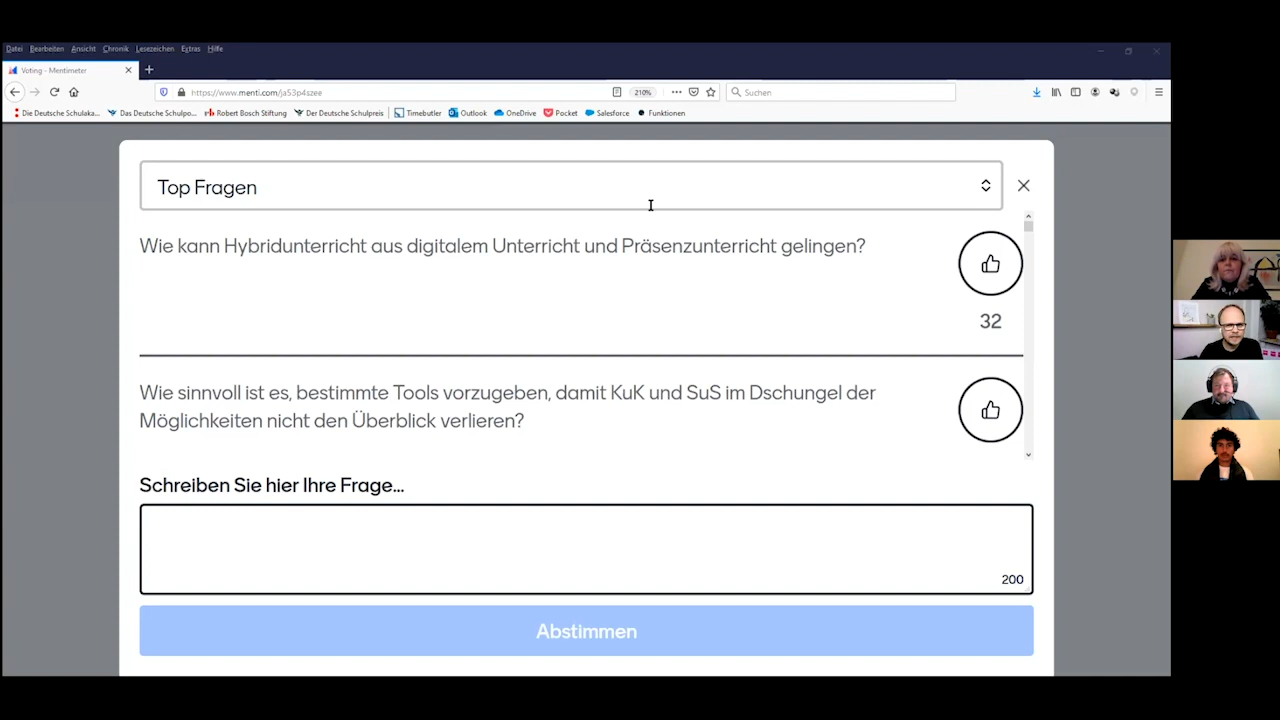 Datei Bearbeiten Ansicht Chronik Lesezeichen Extras Hilfe
Voting - Mentimeter
https://www.menti.com/ja53p4szee 210% Suchen
Die Deutsche Schulaka... Das Deutsche Schulpo... Robert Bosch Stiftung Der Deutsche Schulpreis Timebutler Outlook OneDrive Pocket Salesforce Funktionen
Top Fragen
Wie kann Hybridunterricht aus digitalem Unterricht und Präsenzunterricht gelingen?
32
Wie sinnvoll ist es, bestimmte Tools vorzugeben, damit KuK und SuS im Dschungel der
Möglichkeiten nicht den Überblick verlieren?
Schreiben Sie hier Ihre Frage...
200
Abstimmen